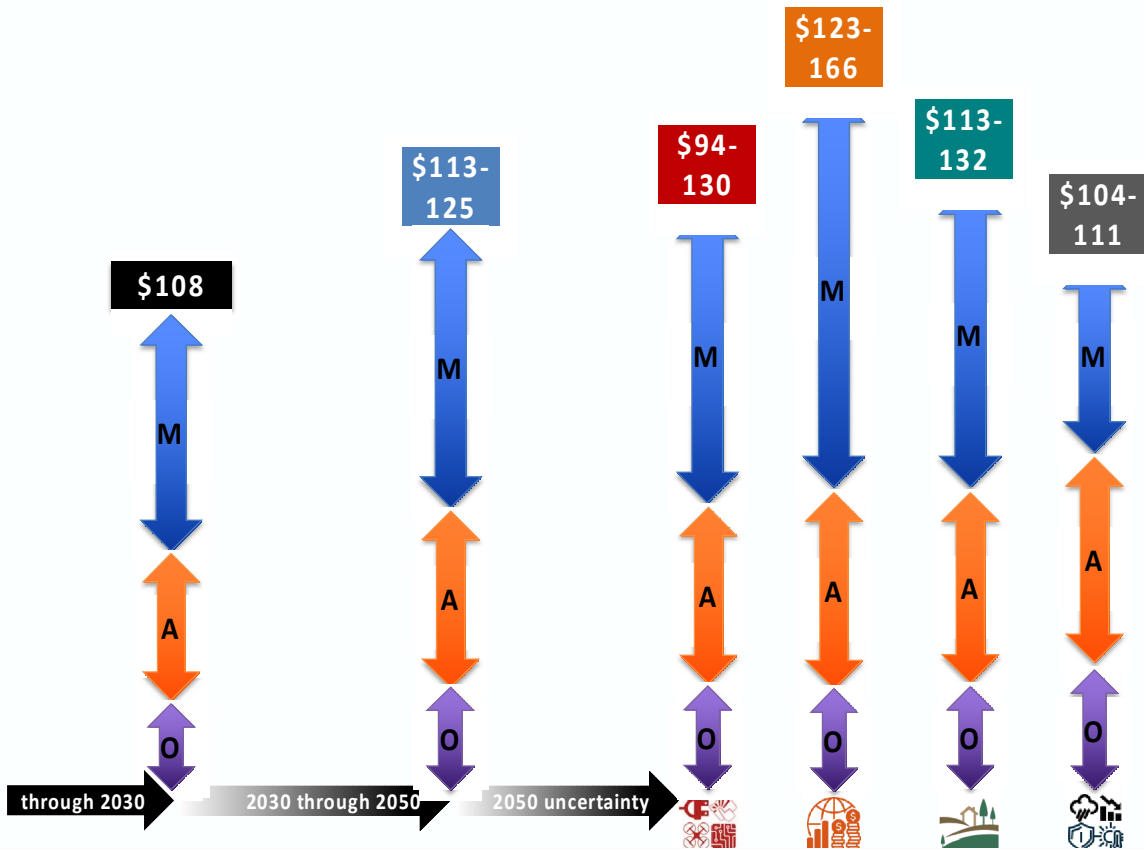 $123-
166
$94-
130
$113-
132
$113-
125
$104-
111
$108
M
M
M
M
M
M
A
A
A
A
A
A
O
O
O
O
O
O
through 2030
2030 through 2050
2050 uncertainty
$
$